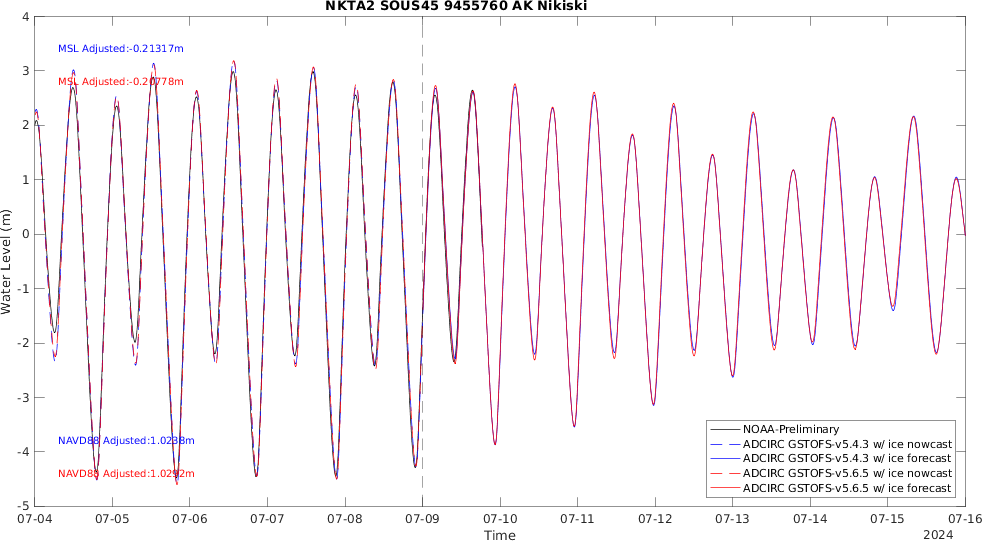 NKTA2 SOUS45 9455760 AK Nikiski
4
3
2
1
0
-1
-2
-3
-4
-5
Water Level (m)
MSL Adjusted:-0.21317m
MSL Adjusted:-0.20778m
NAVD88 Adjusted:1.0238m
NAVD88 Adjusted:1.0292m
NOAA-Preliminary
ADCIRC GSTOFS-v5.4.3 w/ ice nowcast
ADCIRC GSTOFS-v5.4.3 w/ ice forecast
ADCIRC GSTOFS-v5.6.5 w/ ice nowcast
ADCIRC GSTOFS-v5.6.5 w/ ice forecast
07-04 07-05 07-06 07-07 07-08 07-09 07-10 07-11 07-12 07-13 07-14 07-15 07-16
Time
2024